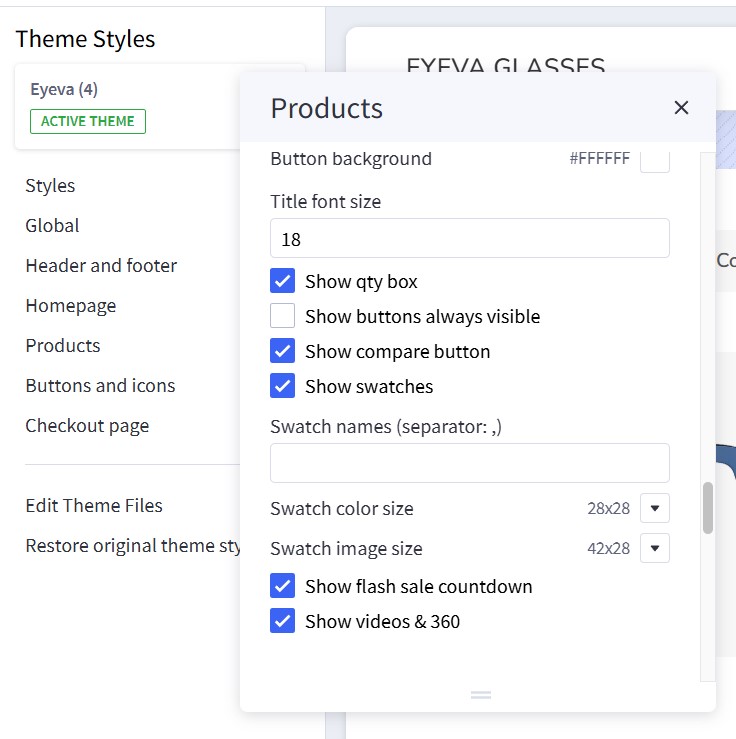 Theme Styles
Eyeva (4)
ACTIVE THEME
Styles
Global
Header and footer
Homepage
Products
Buttons and icons
Checkout page
Edit Theme Files
Restore original theme sty
EYEVA GLASSES
Products
Button background #FFFFFF
Title font size
18
Show qty box
Show buttons always visible
Show compare button
Show swatches
Swatch names (separator: ,)
Swatch color size 28x28
Swatch image size 42x28
Show flash sale countdown
Show videos & 360
Co